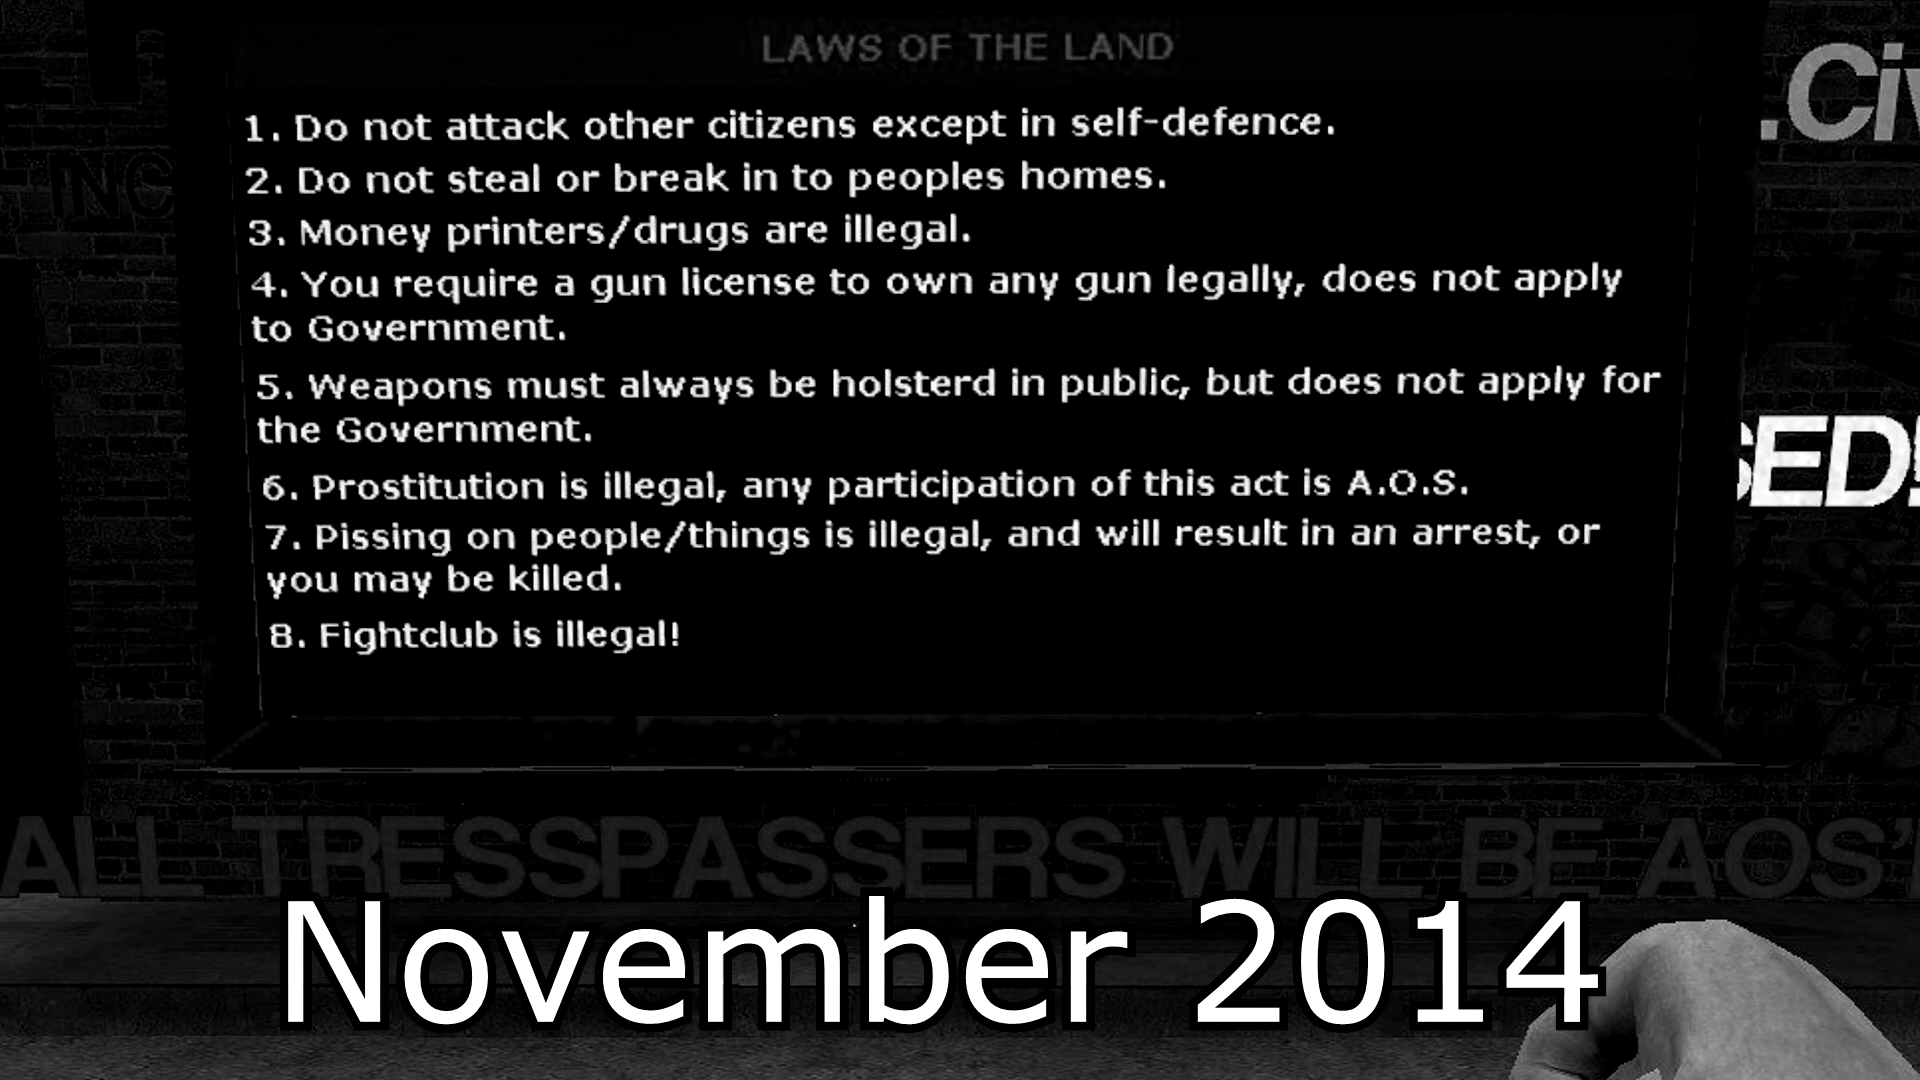 LAWS OF THE LAND
1. Do not attack other citizens except in self-defence.
2. Do not steal or break in to peoples homes.
3. Money printers/drugs are illegal.
4. You require a gun license to own any gun legally, does not apply
to Government.
5. Weapons must always be holsterd in public, but does not apply for
the Government.
6. Prostitution is illegal, any participation of this act is A.O.S.
7. Pissing on people/things is illegal, and will result in an arrest, or
you may be killed.
8. Fightclub is illegal!
.Civ
INC
SED!
ALL TRESSPASSERS WILL BE AOS'
November 2014